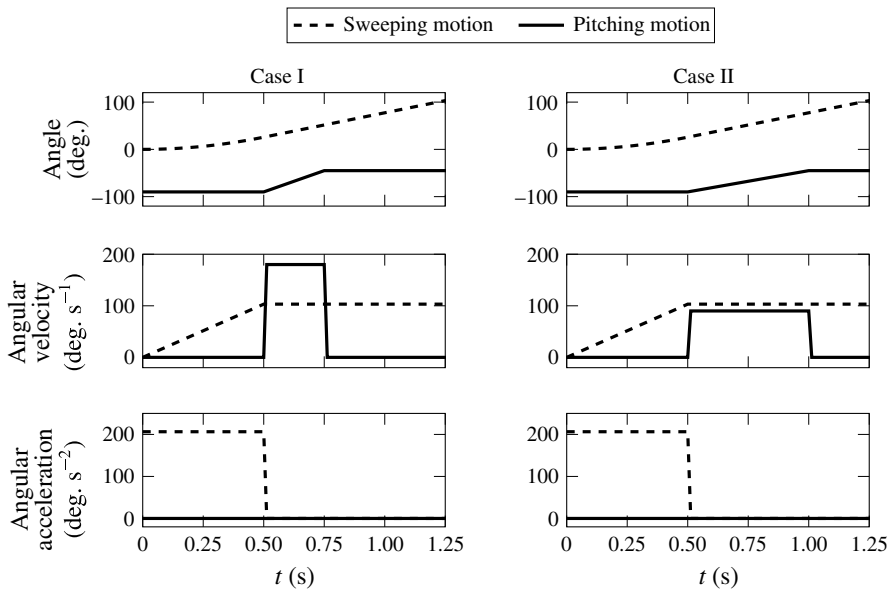 Sweeping motion Pitching motion
Case I Case II
Angle
(deg.)
100
0
−100
100
0
−100
Angular
velocity
(deg. s−1)
200
100
0
200
100
0
Angular
acceleration
(deg. s−2)
200
100
0
200
100
0
0 0.25 0.50 0.75 1.00 1.25
0 0.25 0.50 0.75 1.00 1.25
t (s) t (s)